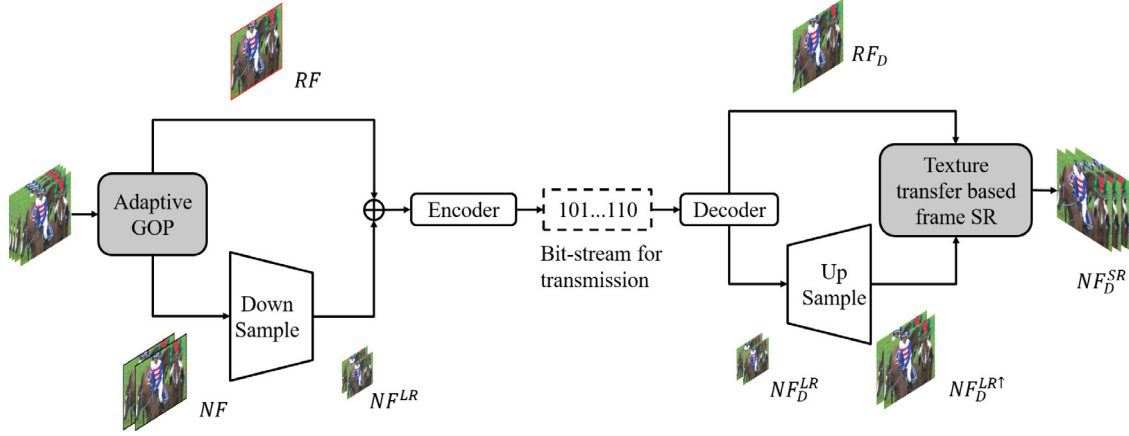 RF
RF_D
Adaptive
GOP
Encoder
101...110
Decoder
Texture
transfer based
frame SR
Bit-stream for
transmission
Down
Sample
Up
Sample
NF_D^{SR}
NF
NF^{LR}
NF_D^{LR}
NF_D^{LR↑}